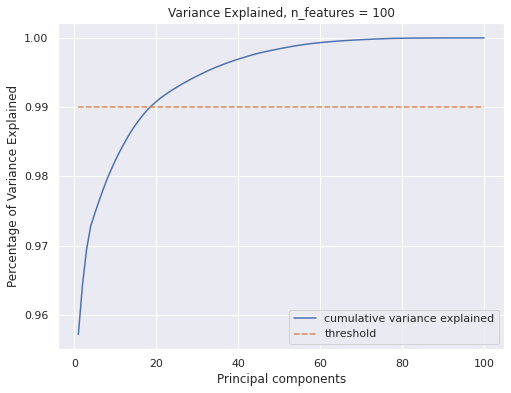 Variance Explained, n_features = 100
Percentage of Variance Explained
1.00
0.99
0.98
0.97
0.96
cumulative variance explained
threshold
0 20 40 60 80 100
Principal components